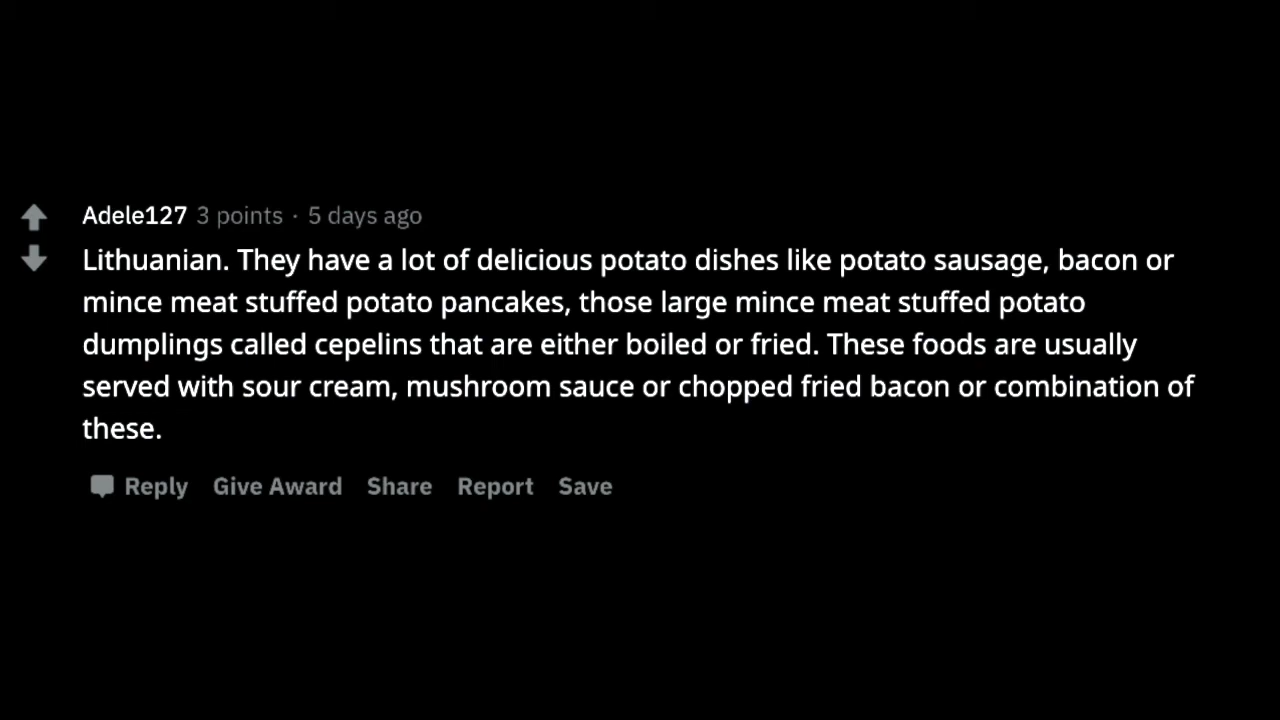 Adele127 3 points · 5 days ago
Lithuanian. They have a lot of delicious potato dishes like potato sausage, bacon or
mince meat stuffed potato pancakes, those large mince meat stuffed potato
dumplings called cepelins that are either boiled or fried. These foods are usually
served with sour cream, mushroom sauce or chopped fried bacon or combination of
these.
Reply Give Award Share Report Save